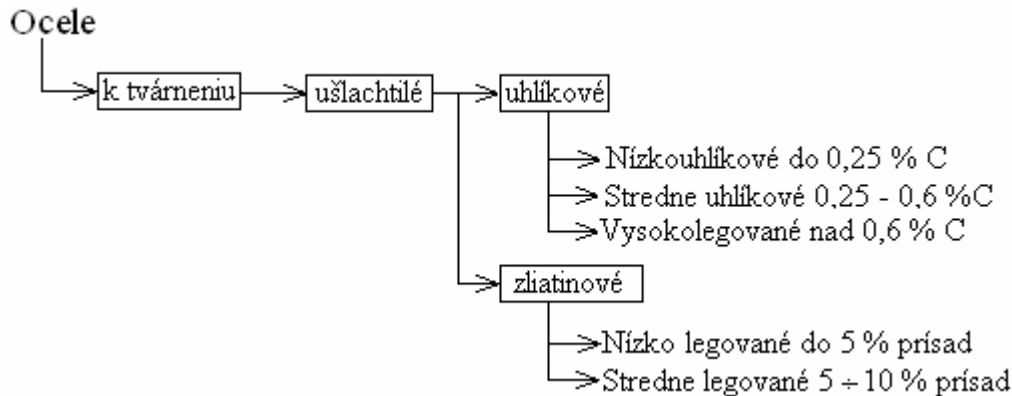 Ocele
k tvárneniu
ušlachtilé
uhlíkové
Nízkouhlíkové do 0,25 % C
Stredne uhlíkové 0,25 - 0,6 %C
Vysokolegované nad 0,6 % C
zliatinové
Nízko legované do 5 % prísad
Stredne legované 5 ÷ 10 % prísad